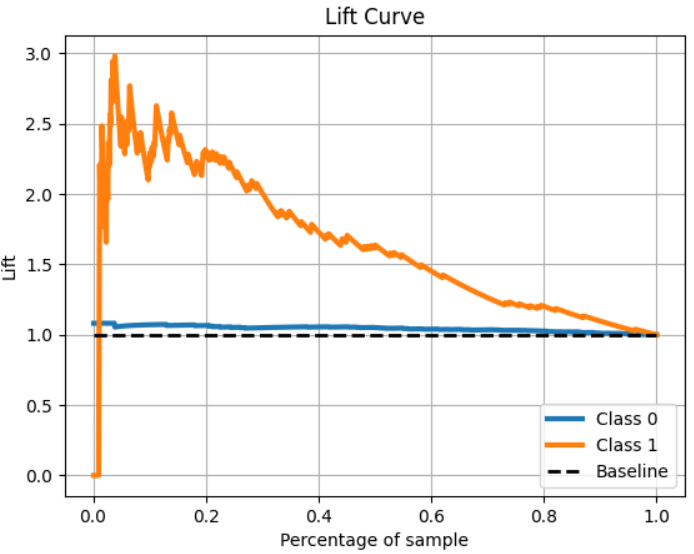 Lift Curve
3.0
2.5
2.0
1.5
1.0
0.5
0.0
Lift
0.0 0.2 0.4 0.6 0.8 1.0
Percentage of sample
Class 0
Class 1
Baseline